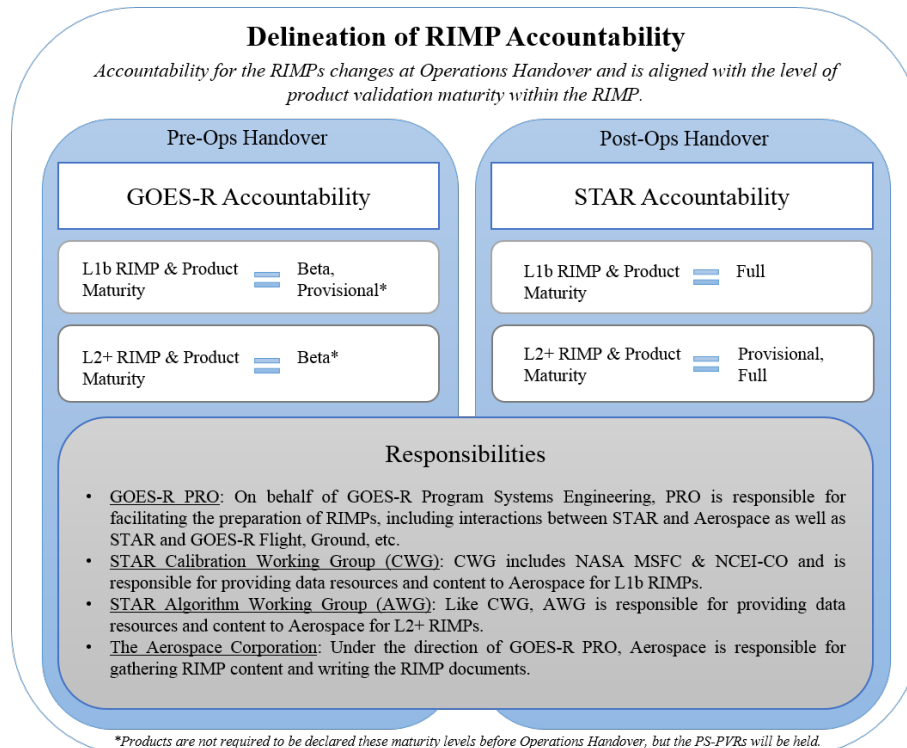 Delineation of RIMP Accountability
Accountability for the RIMPs changes at Operations Handover and is aligned with the level of
product validation maturity within the RIMP.
Pre-Ops Handover
GOES-R Accountability
L1b RIMP & Product
Maturity
Beta,
Provisional*
L2+ RIMP & Product
Maturity
Beta*
Post-Ops Handover
STAR Accountability
L1b RIMP & Product
Maturity
Full
L2+ RIMP & Product
Maturity
Provisional,
Full
Responsibilities
• GOES-R PRO: On behalf of GOES-R Program Systems Engineering, PRO is responsible for
facilitating the preparation of RIMPs, including interactions between STAR and Aerospace as well as
STAR and GOES-R Flight, Ground, etc.
• STAR Calibration Working Group (CWG): CWG includes NASA MSFC & NCEI-CO and is
responsible for providing data resources and content to Aerospace for L1b RIMPs.
• STAR Algorithm Working Group (AWG): Like CWG, AWG is responsible for providing data
resources and content to Aerospace for L2+ RIMPs.
• The Aerospace Corporation: Under the direction of GOES-R PRO, Aerospace is responsible for
gathering RIMP content and writing the RIMP documents.
*Products are not required to be declared these maturity levels before Operations Handover, but the PS-PVRs will be held.